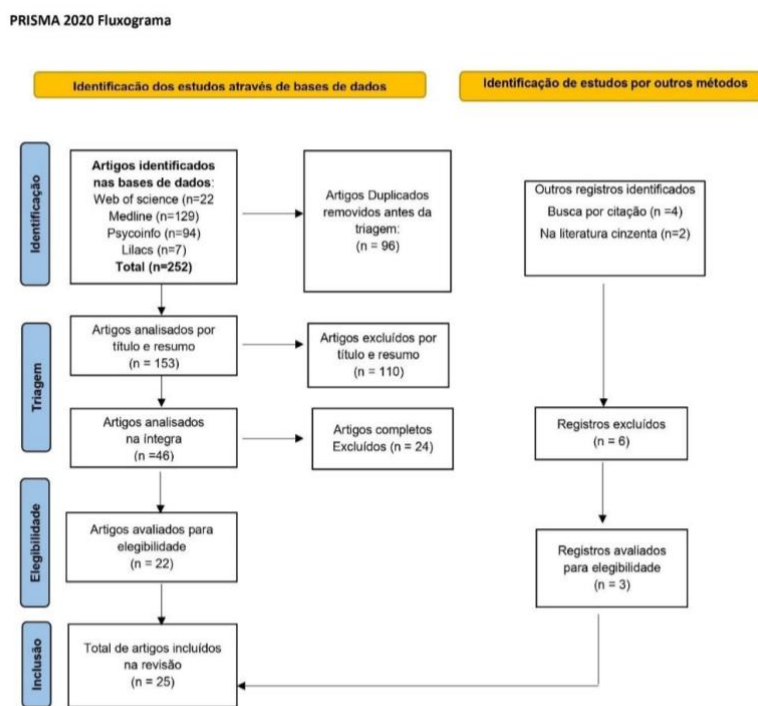 PRISMA 2020 Fluxograma
Identificacão dos estudos através de bases de dados
Identificação de estudos por outros métodos
Identificação
Artigos identificados
nas bases de dados:
Web of science (n=22
Medline (n=129)
Psycoinfo (n=94)
Lilacs (n=7)
Total (n=252)
Artigos Duplicados
removidos antes da
triagem:
(n = 96)
Outros registros identificados
Busca por citação (n =4)
Na literatura cinzenta (n=2)
Triagem
Artigos analisados por
título e resumo
(n = 153)
Artigos excluídos por
título e resumo
(n = 110)
Artigos analisados
na íntegra
(n =46)
Artigos completos
Excluídos (n = 24)
Registros excluídos
(n = 6)
Elegibilidade
Artigos avaliados para
elegibilidade
(n = 22)
Registros avaliados
para elegibilidade
(n = 3)
Inclusão
Total de artigos incluídos
na revisão
(n = 25)